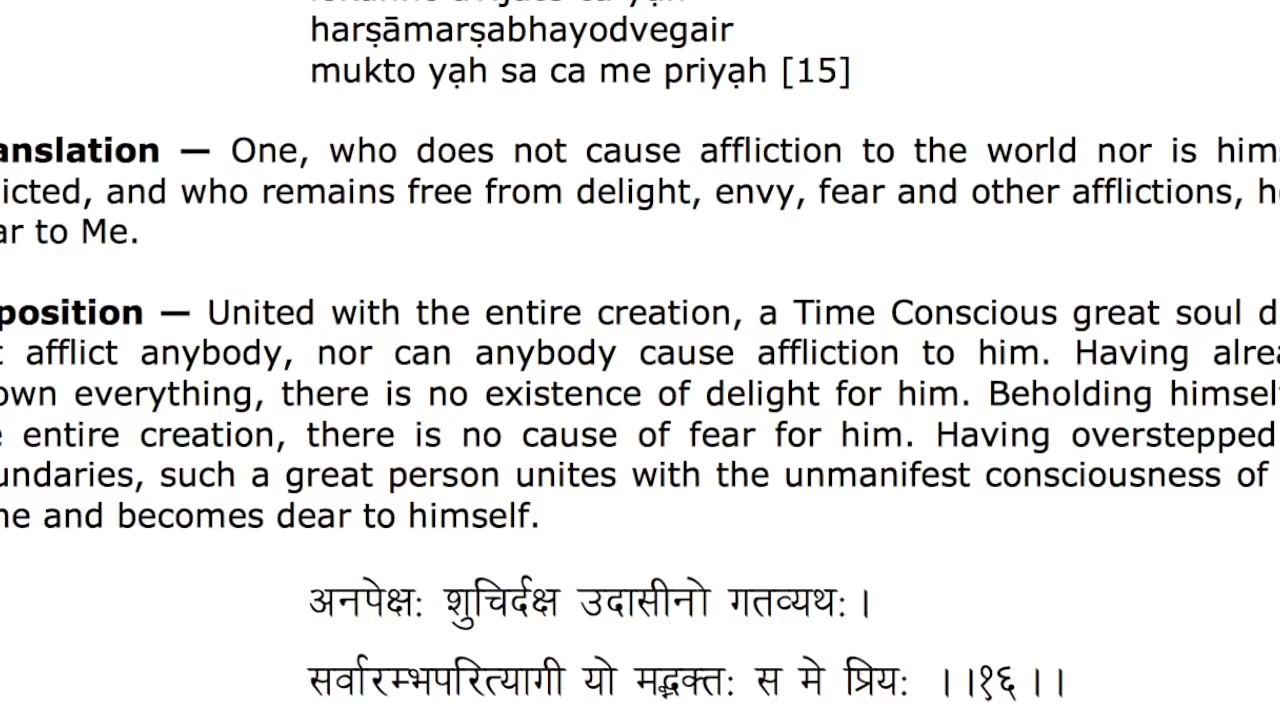 harṣāmarṣabhayodvegair
mukto yạh sa ca me priyạh [15]
anslation — One, who does not cause affliction to the world nor is hims
icted, and who remains free from delight, envy, fear and other afflictions, h
ar to Me.
position — United with the entire creation, a Time Conscious great soul d
t afflict anybody, nor can anybody cause affliction to him. Having alrea
own everything, there is no existence of delight for him. Beholding himsel
e entire creation, there is no cause of fear for him. Having overstepped
undaries, such a great person unites with the unmanifest consciousness of
ne and becomes dear to himself.
अनपेक्षः शुचिर्दक्ष उदासीनो गतव्यथः ।
सर्वारम्भपरित्यागी यो मद्भक्तः स मे प्रियः ।।१६।।